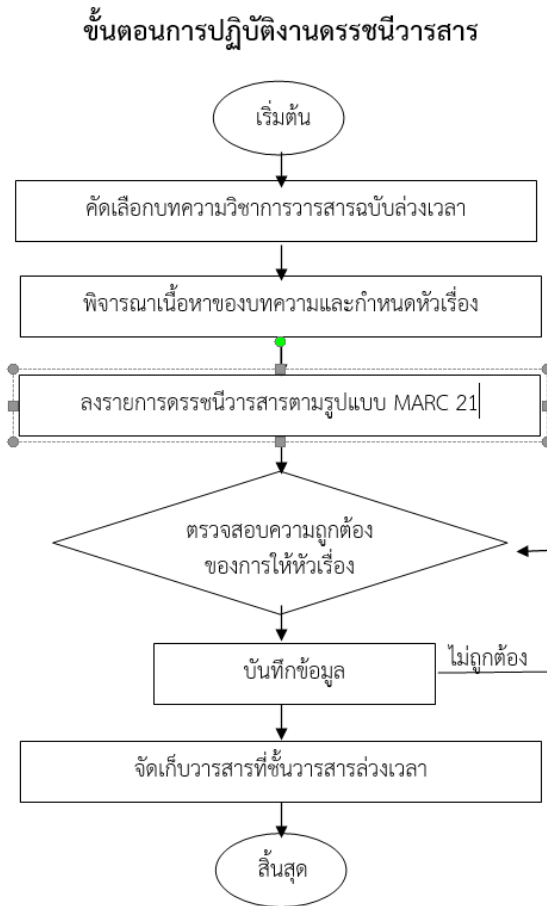 ขั้นตอนการปฏิบัติงานดรรชนีวารสาร
เริ่มต้น
คัดเลือกบทความวิชาการวารสารฉบับล่วงเวลา
พิจารณาเนื้อหาของบทความและกำหนดหัวเรื่อง
ลงรายการดรรชนีวารสารตามรูปแบบ MARC 21
ตรวจสอบความถูกต้อง
ของการให้หัวเรื่อง
บันทึกข้อมูล
ไม่ถูกต้อง
จัดเก็บวารสารที่ชั้นวารสารล่วงเวลา
สิ้นสุด